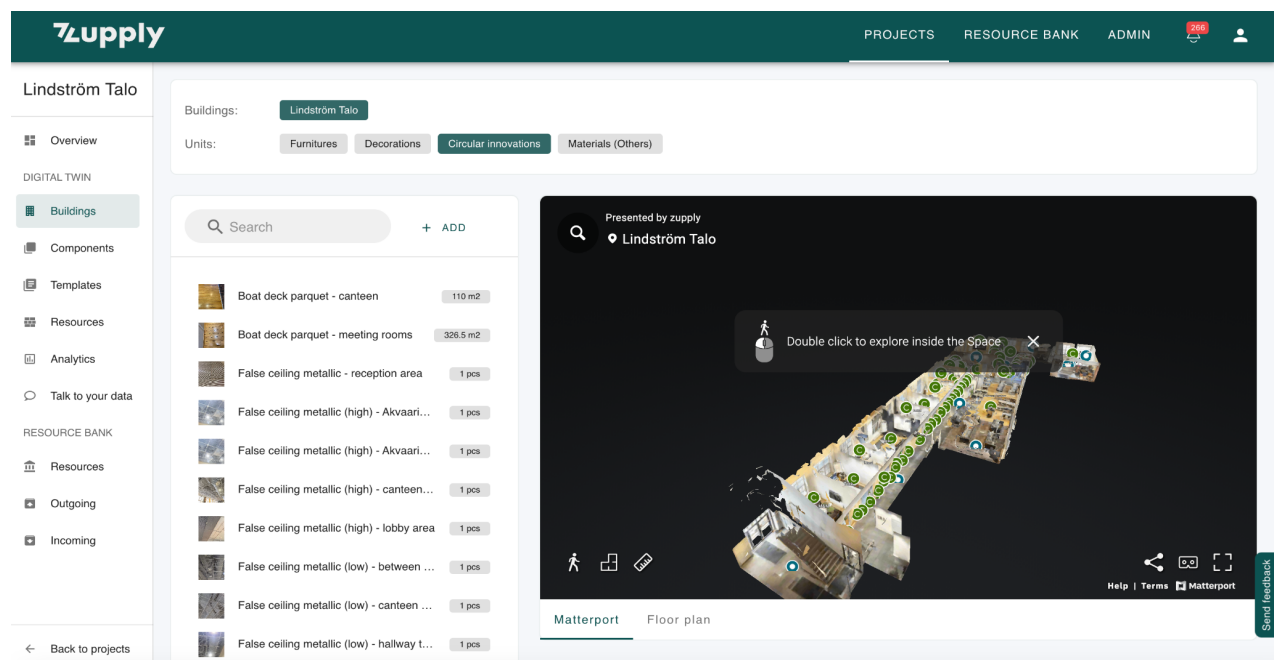 zupply
PROJECTS RESOURCE BANK ADMIN 266
Lindström Talo
Overview
DIGITAL TWIN
Buildings
Components
Templates
Resources
Analytics
Talk to your data
RESOURCE BANK
Resources
Outgoing
Incoming
Back to projects
Buildings: Lindström Talo
Units: Furnitures Decorations Circular innovations Materials (Others)
Search + ADD
Boat deck parquet - canteen 110 m2
Boat deck parquet - meeting rooms 326.5 m2
False ceiling metallic - reception area 1 pcs
False ceiling metallic (high) - Akvaari... 1 pcs
False ceiling metallic (high) - Akvaari... 1 pcs
False ceiling metallic (high) - canteen... 1 pcs
False ceiling metallic (high) - lobby area 1 pcs
False ceiling metallic (low) - between ... 1 pcs
False ceiling metallic (low) - canteen ... 1 pcs
False ceiling metallic (low) - hallway t... 1 pcs
Presented by zupply
Lindström Talo
Double click to explore inside the Space
Help | Terms Matterport
Matterport Floor plan
Send feedback